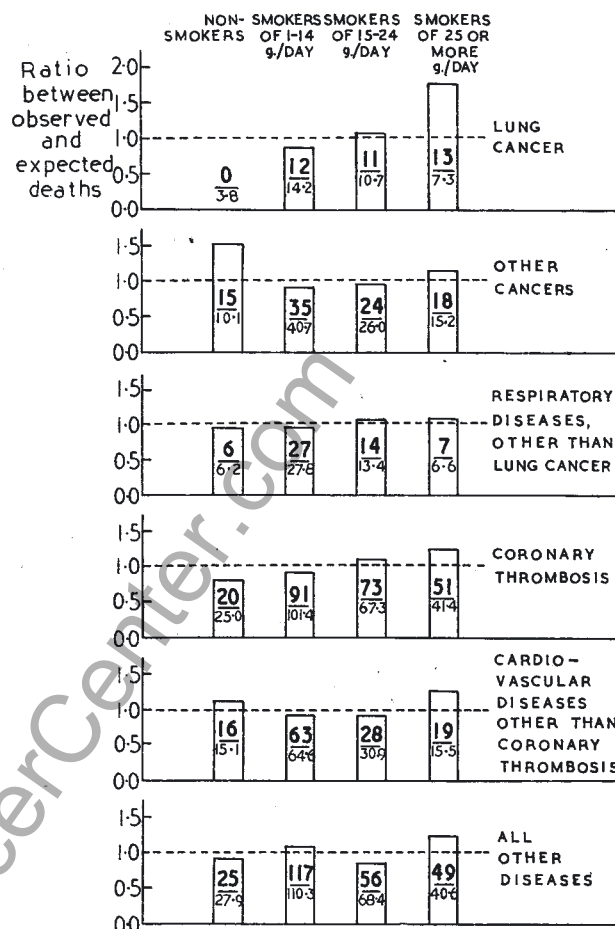 NON-SMOKERS
SMOKERS OF 1-14 g./DAY
SMOKERS OF 15-24 g./DAY
SMOKERS OF 25 OR MORE g./DAY
Ratio
between
observed
and
expected
deaths
2·0
1·5
1·0
0·5
0·0
0
3·8
12
14·2
11
10·7
13
7·3
LUNG
CANCER
1·5
1·0
0·5
0·0
15
10·1
35
40·7
24
26·0
18
15·2
OTHER
CANCERS
1·5
1·0
0·5
0·0
6
6·2
27
27·8
14
13·4
7
6·6
RESPIRATORY
DISEASES,
OTHER THAN
LUNG CANCER
1·5
1·0
0·5
0·0
20
25·0
91
101·4
73
67·3
51
41·4
CORONARY
THROMBOSIS
1·5
1·0
0·5
0·0
16
15·1
63
28
30·9
19
15·5
CARDIO-
VASCULAR
DISEASES
OTHER THAN
CORONARY
THROMBOSIS
1·5
1·0
0·5
0·0
25
27·9
117
110·3
56
68·4
49
40·6
ALL
OTHER
DISEASES
cerCenter.com